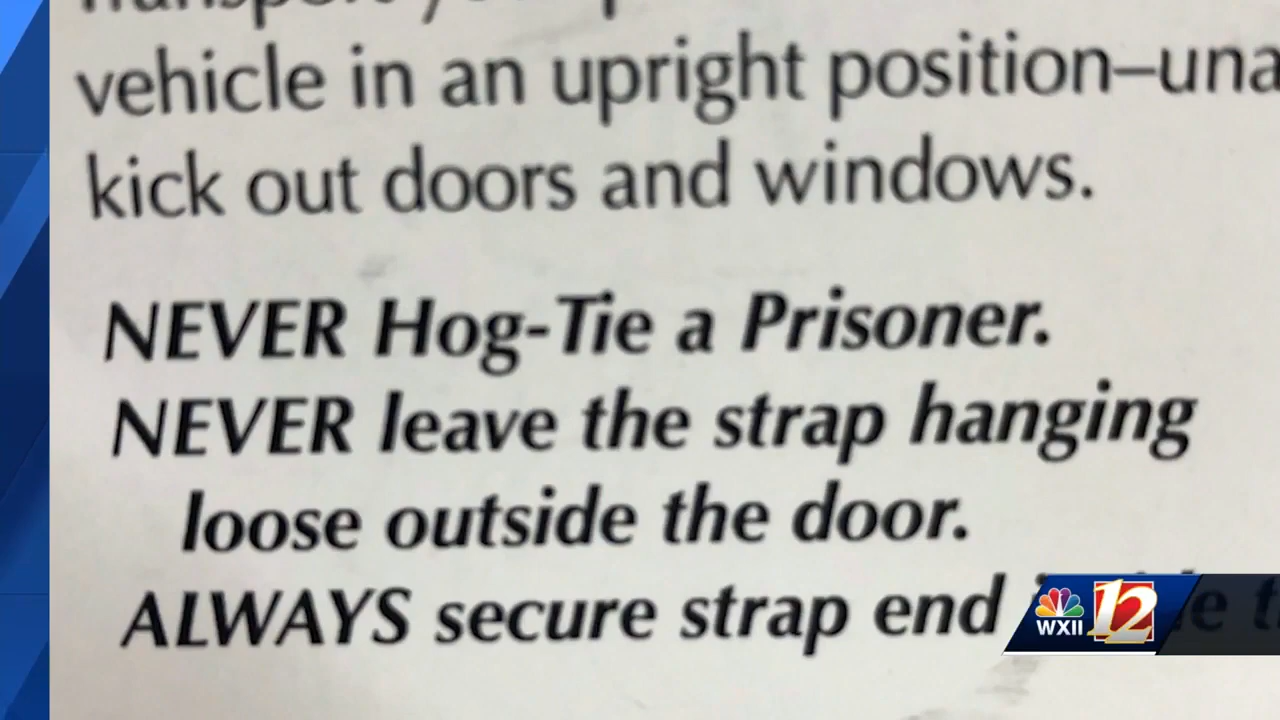 vehicle in an upright position–una
kick out doors and windows.
NEVER Hog-Tie a Prisoner.
NEVER leave the strap hanging
loose outside the door.
ALWAYS secure strap end
WXII 12